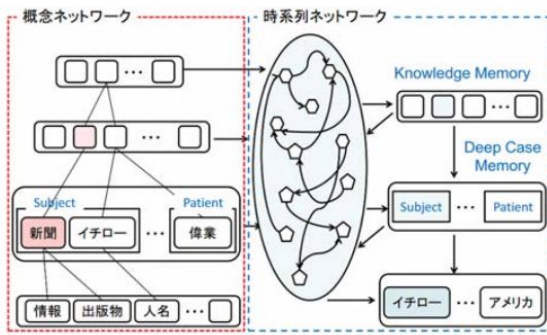 概念ネットワーク
時系列ネットワーク
...
Knowledge Memory
...
...
Deep Case
Memory
Subject
Patient
新聞
イチロー
...
偉業
Subject
...
Patient
情報
出版物
人名
...
イチロー
...
アメリカ